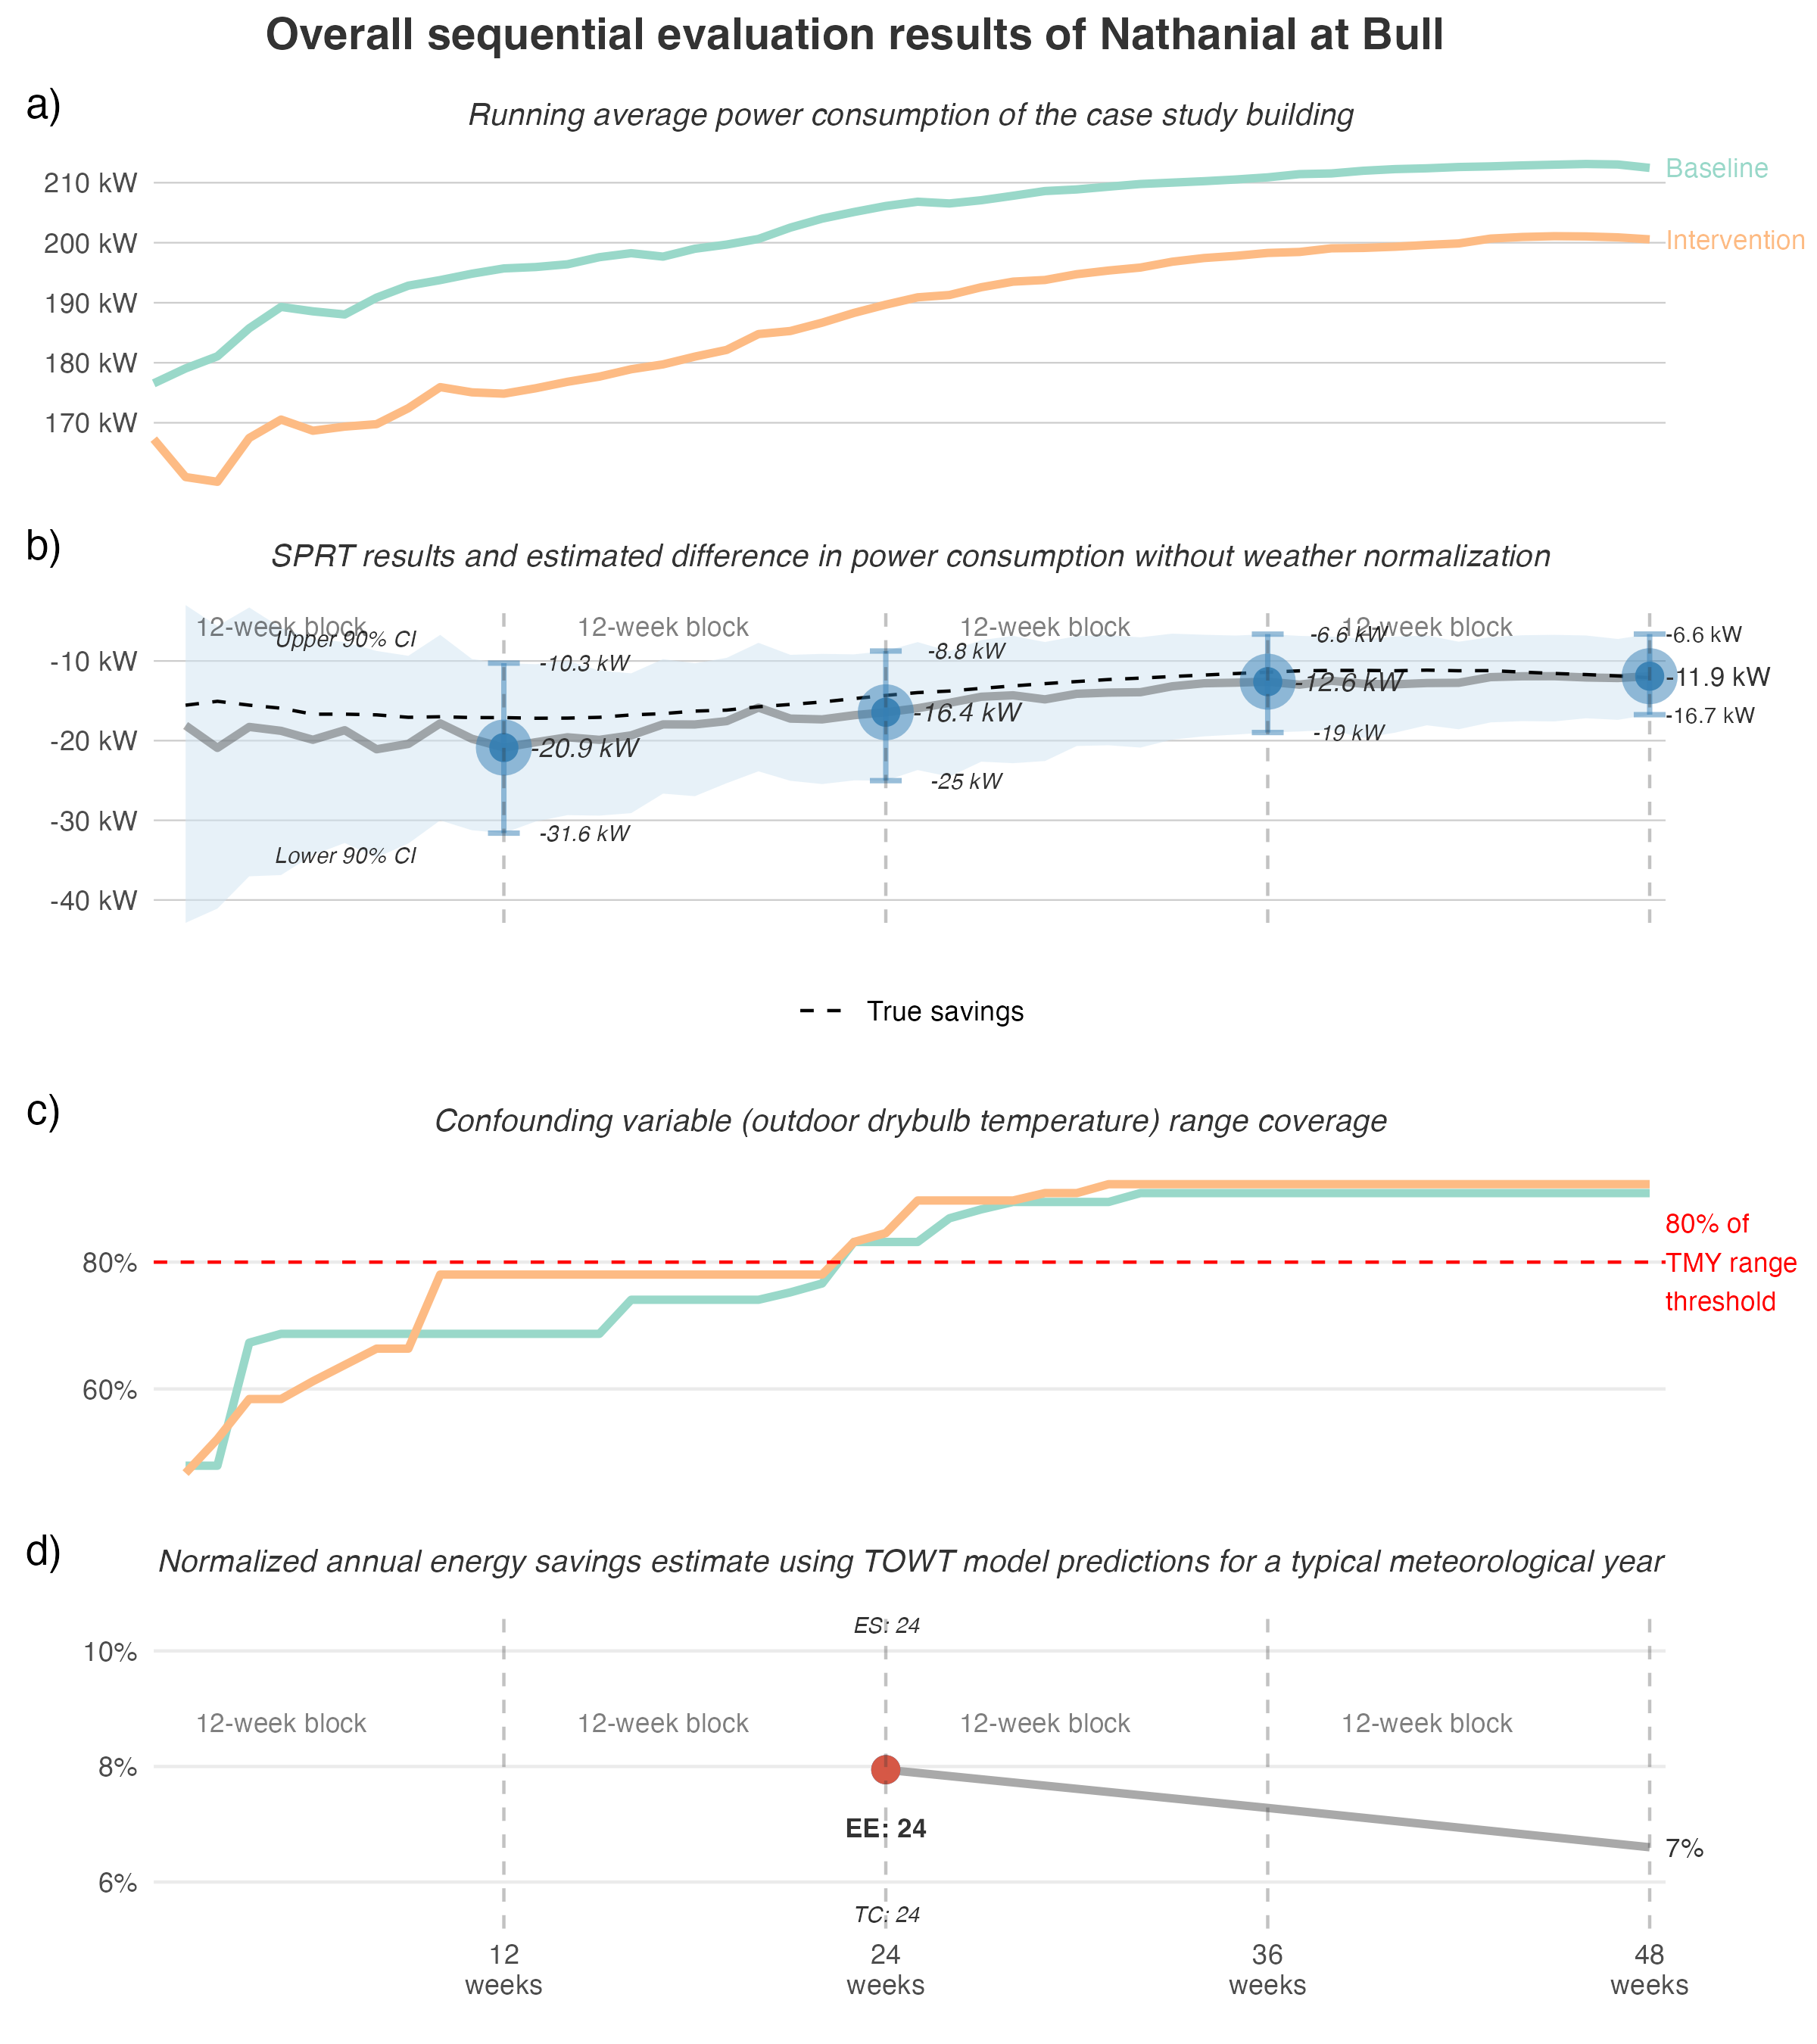 Overall sequential evaluation results of Nathanial at Bull
a)
Running average power consumption of the case study building
210 kW
200 kW
190 kW
180 kW
170 kW
Baseline
Intervention
b)
SPRT results and estimated difference in power consumption without weather normalization
12-week block
12-week block
12-week block
12-week block
Upper 90% CI
Lower 90% CI
-10 kW
-20 kW
-30 kW
-40 kW
-10.3 kW
-20.9 kW
-31.6 kW
-8.8 kW
-16.4 kW
-25 kW
-6.6 kW
-12.6 kW
-19 kW
-6.6 kW
-11.9 kW
-16.7 kW
True savings
c)
Confounding variable (outdoor drybulb temperature) range coverage
80%
60%
80% of
TMY range
threshold
d)
Normalized annual energy savings estimate using TOWT model predictions for a typical meteorological year
ES: 24
10%
12-week block
12-week block
12-week block
12-week block
8%
EE: 24
7%
6%
TC: 24
12
weeks
24
weeks
36
weeks
48
weeks